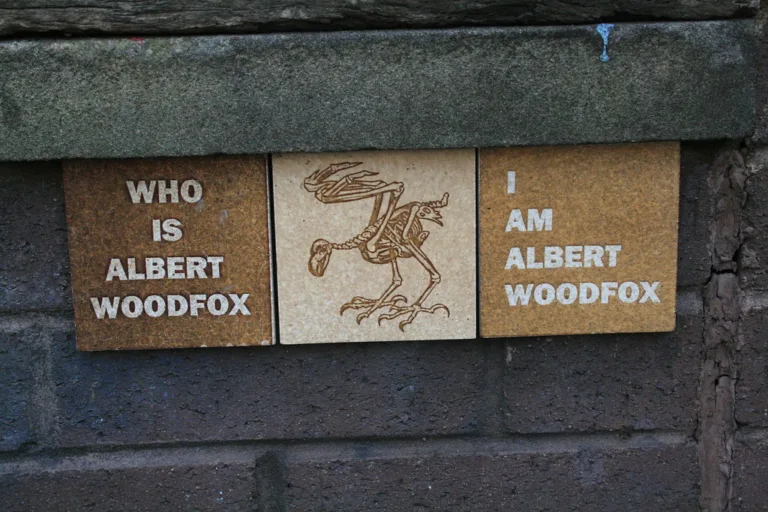 WHO
IS
ALBERT
WOODFOX
I
AM
ALBERT
WOODFOX